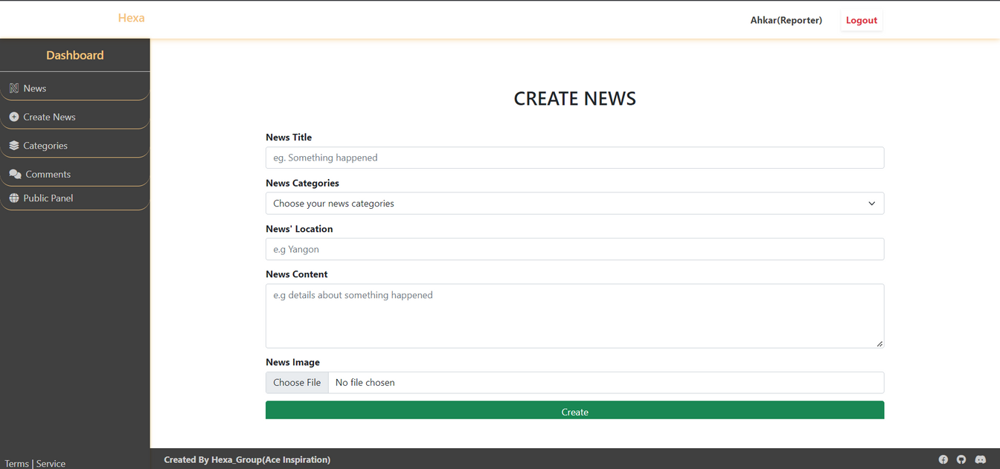 Hexa
Ahkar(Reporter)
Logout
Dashboard
News
Create News
Categories
Comments
Public Panel
Terms | Service
CREATE NEWS
News Title
eg. Something happened
News Categories
Choose your news categories
News' Location
e.g Yangon
News Content
e.g details about something happened
News Image
Choose File No file chosen
Create
Created By Hexa_Group(Ace Inspiration)